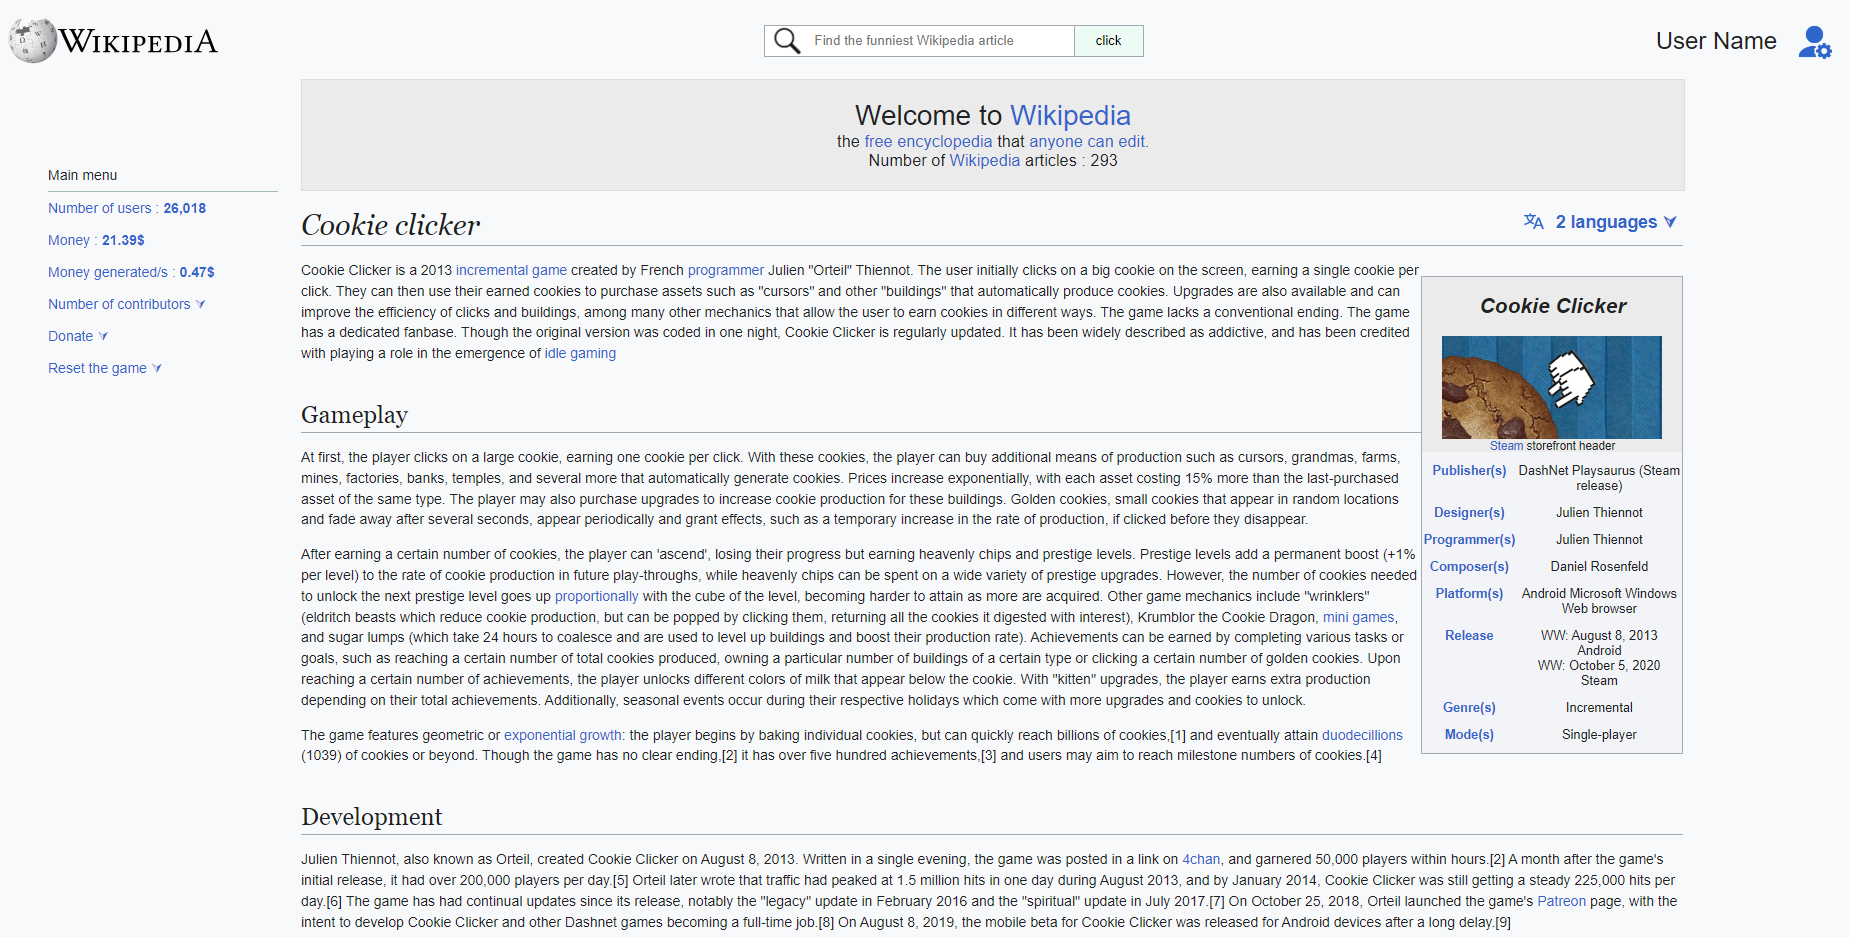 WIKIPEDIA
Find the funniest Wikipedia article
click
User Name
Welcome to Wikipedia
the free encyclopedia that anyone can edit.
Number of Wikipedia articles : 293
Main menu
Number of users : 26,018
Money : 21.39$
Money generated/s : 0.47$
Number of contributors
Donate
Reset the game
Cookie clicker
2 languages
Cookie Clicker is a 2013 incremental game created by French programmer Julien "Orteil" Thiennot. The user initially clicks on a big cookie on the screen, earning a single cookie per
click. They can then use their earned cookies to purchase assets such as "cursors" and other "buildings" that automatically produce cookies. Upgrades are also available and can
improve the efficiency of clicks and buildings, among many other mechanics that allow the user to earn cookies in different ways. The game lacks a conventional ending. The game
has a dedicated fanbase. Though the original version was coded in one night, Cookie Clicker is regularly updated. It has been widely described as addictive, and has been credited
with playing a role in the emergence of idle gaming
Gameplay
At first, the player clicks on a large cookie, earning one cookie per click. With these cookies, the player can buy additional means of production such as cursors, grandmas, farms,
mines, factories, banks, temples, and several more that automatically generate cookies. Prices increase exponentially, with each asset costing 15% more than the last-purchased
asset of the same type. The player may also purchase upgrades to increase cookie production for these buildings. Golden cookies, small cookies that appear in random locations
and fade away after several seconds, appear periodically and grant effects, such as a temporary increase in the rate of production, if clicked before they disappear.
After earning a certain number of cookies, the player can 'ascend', losing their progress but earning heavenly chips and prestige levels. Prestige levels add a permanent boost (+1%
per level) to the rate of cookie production in future play-throughs, while heavenly chips can be spent on a wide variety of prestige upgrades. However, the number of cookies needed
to unlock the next prestige level goes up proportionally with the cube of the level, becoming harder to attain as more are acquired. Other game mechanics include "wrinklers"
(eldritch beasts which reduce cookie production, but can be popped by clicking them, returning all the cookies it digested with interest), Krumblor the Cookie Dragon, mini games,
and sugar lumps (which take 24 hours to coalesce and are used to level up buildings and boost their production rate). Achievements can be earned by completing various tasks or
goals, such as reaching a certain number of total cookies produced, owning a particular number of buildings of a certain type or clicking a certain number of golden cookies. Upon
reaching a certain number of achievements, the player unlocks different colors of milk that appear below the cookie. With "kitten" upgrades, the player earns extra production
depending on their total achievements. Additionally, seasonal events occur during their respective holidays which come with more upgrades and cookies to unlock.
The game features geometric or exponential growth: the player begins by baking individual cookies, but can quickly reach billions of cookies,[1] and eventually attain duodecillions
(1039) of cookies or beyond. Though the game has no clear ending,[2] it has over five hundred achievements,[3] and users may aim to reach milestone numbers of cookies.[4]
Cookie Clicker
Steam storefront header
Publisher(s) DashNet Playsaurus (Steam
release)
Designer(s) Julien Thiennot
Programmer(s) Julien Thiennot
Composer(s) Daniel Rosenfeld
Platform(s) Android Microsoft Windows
Web browser
Release WW: August 8, 2013
Android
WW: October 5, 2020
Steam
Genre(s) Incremental
Mode(s) Single-player
Development
Julien Thiennot, also known as Orteil, created Cookie Clicker on August 8, 2013. Written in a single evening, the game was posted in a link on 4chan, and garnered 50,000 players within hours.[2] A month after the game's
initial release, it had over 200,000 players per day.[5] Orteil later wrote that traffic had peaked at 1.5 million hits in one day during August 2013, and by January 2014, Cookie Clicker was still getting a steady 225,000 hits per
day.[6] The game has had continual updates since its release, notably the "legacy" update in February 2016 and the "spiritual" update in July 2017.[7] On October 25, 2018, Orteil launched the game's Patreon page, with the
intent to develop Cookie Clicker and other Dashnet games becoming a full-time job.[8] On August 8, 2019, the mobile beta for Cookie Clicker was released for Android devices after a long delay.[9]